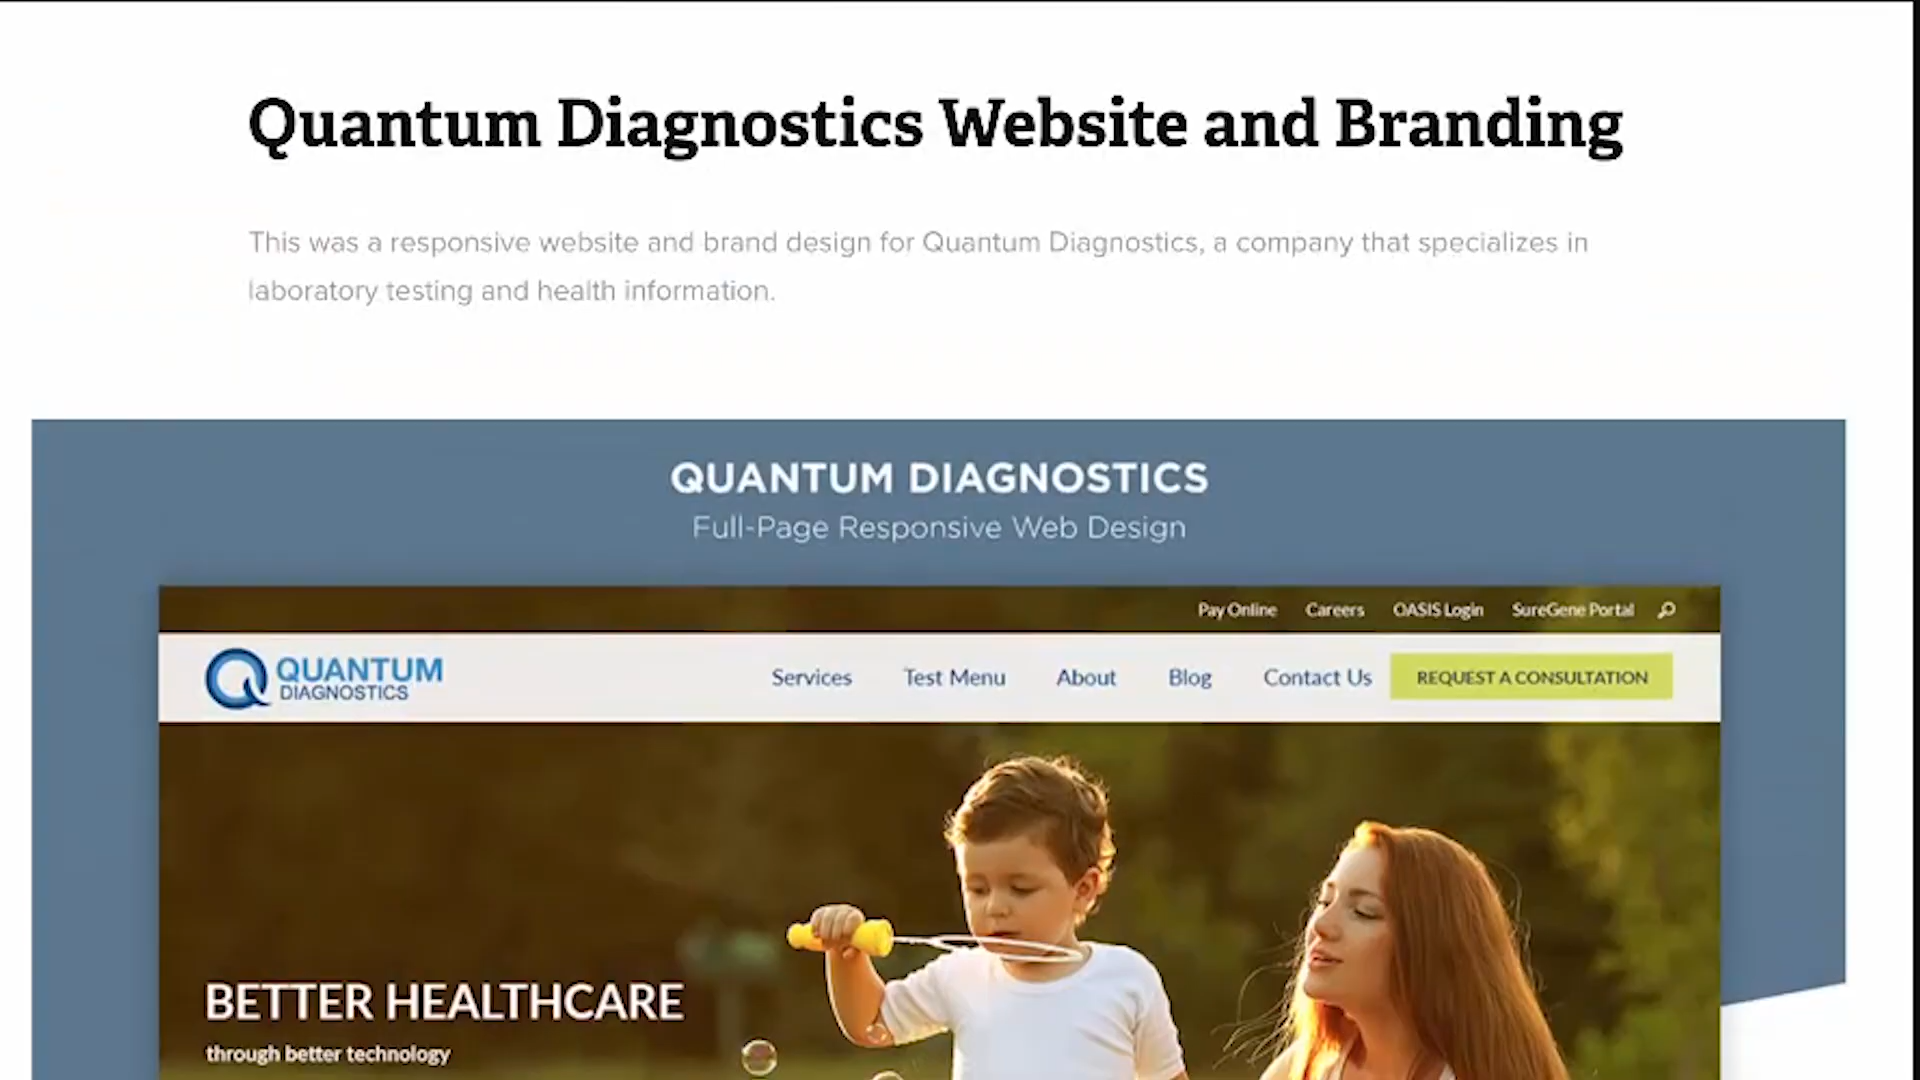 Quantum Diagnostics Website and Branding
This was a responsive website and brand design for Quantum Diagnostics, a company that specializes in
laboratory testing and health information.
QUANTUM DIAGNOSTICS
Full-Page Responsive Web Design
Pay Online Careers OASIS Login SureGene Portal
QUANTUM
DIAGNOSTICS
Services Test Menu About Blog Contact Us REQUEST A CONSULTATION
BETTER HEALTHCARE
through better technology